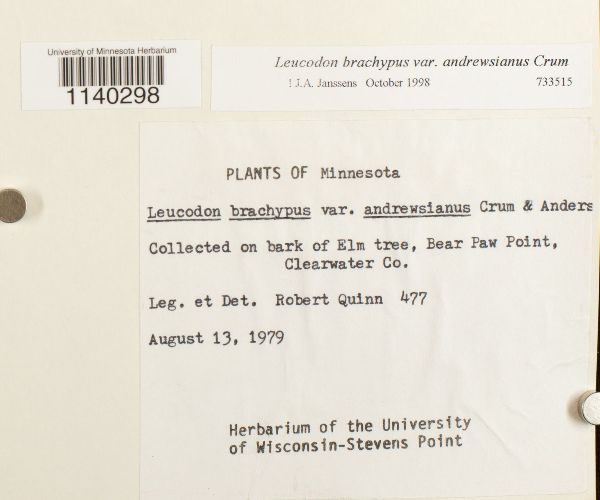 University of Minnesota Herbarium
1140298
Leucodon brachypus var. andrewsianus Crum
! J.A. Janssens October 1998 733515
PLANTS OF Minnesota
Leucodon brachypus var. andrewsianus Crum & Anders
Collected on bark of Elm tree, Bear Paw Point,
Clearwater Co.
Leg. et Det. Robert Quinn 477
August 13, 1979
Herbarium of the University
of Wisconsin-Stevens Point